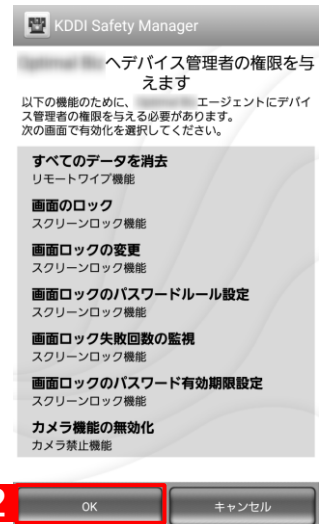 KDDI Safety Manager
へデバイス管理者の権限を与
えます
以下の機能のために、 エージェントにデバイ
ス管理者の権限を与える必要があります。
次の画面で有効化を選択してください。
すべてのデータを消去
リモートワイプ機能
画面のロック
スクリーンロック機能
画面ロックの変更
スクリーンロック機能
画面ロックのパスワードルール設定
スクリーンロック機能
画面ロック失敗回数の監視
スクリーンロック機能
画面ロックのパスワード有効期限設定
スクリーンロック機能
カメラ機能の無効化
カメラ禁止機能
2
OK キャンセル